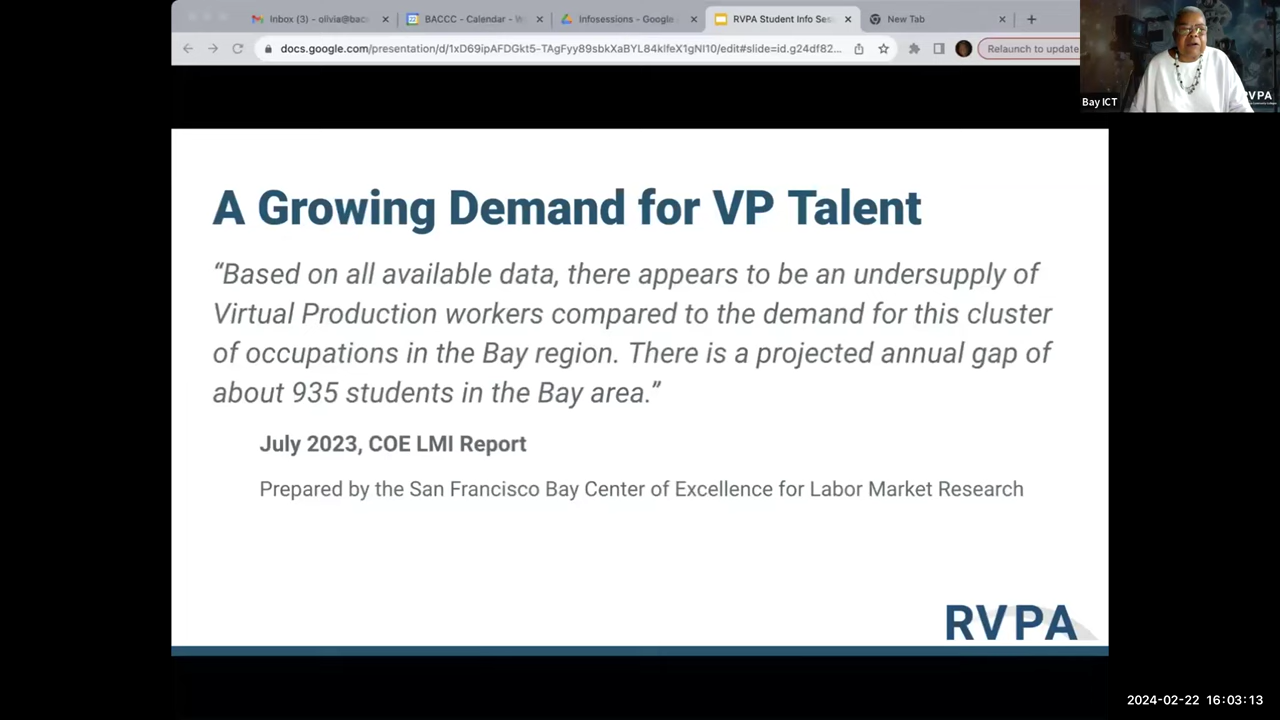 Inbox (3) - olivia@bac
BACCC - Calendar - W
Infosessions - Google
RVPA Student Info Ses
New Tab
docs.google.com/presentation/d/1xD69ipAFDGkt5-TAgFyy89sbkXaBYL84klfeX1gNl10/edit#slide=id.g24df82...
Relaunch to update
Bay ICT
RVPA
A Growing Demand for VP Talent
“Based on all available data, there appears to be an undersupply of
Virtual Production workers compared to the demand for this cluster
of occupations in the Bay region. There is a projected annual gap of
about 935 students in the Bay area.”
July 2023, COE LMI Report
Prepared by the San Francisco Bay Center of Excellence for Labor Market Research
RVPA
2024-02-22 16:03:13